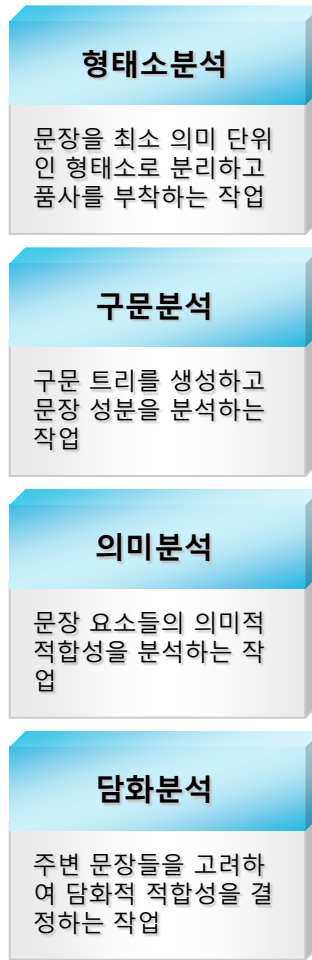 형태소분석
문장을 최소 의미 단위
인 형태소로 분리하고
품사를 부착하는 작업
구문분석
구문 트리를 생성하고
문장 성분을 분석하는
작업
의미분석
문장 요소들의 의미적
적합성을 분석하는 작
업
담화분석
주변 문장들을 고려하
여 담화적 적합성을 결
정하는 작업